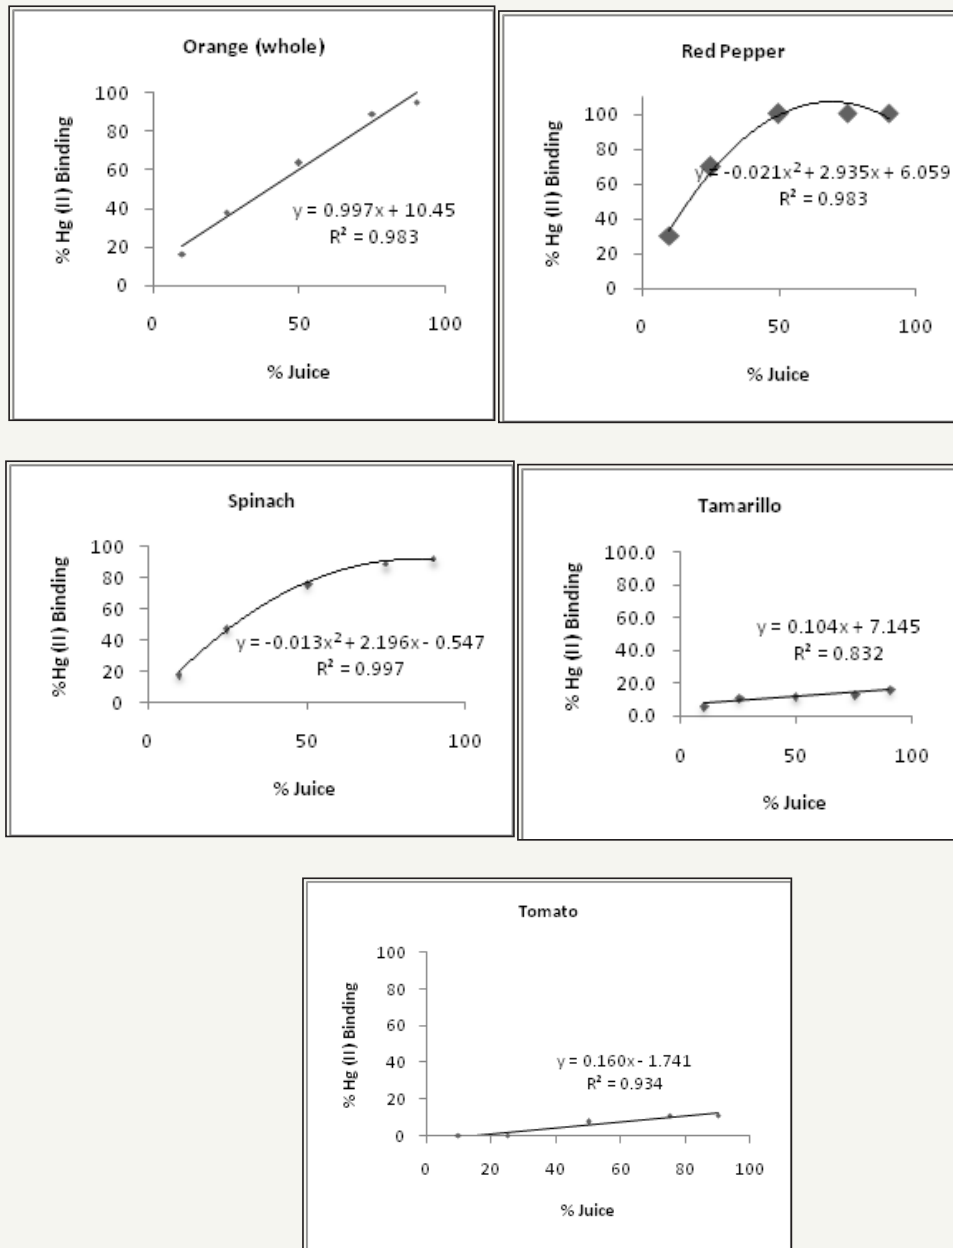 Orange (whole)
100
80
60
40
20
0
% Hg (II) Binding
y = 0.997x + 10.45
R² = 0.983
0 50 100
% Juice
Red Pepper
100
80
60
40
20
0
% Hg (II) Binding
y = -0.021x² + 2.935x + 6.059
R² = 0.983
0 50 100
% Juice
Spinach
100
80
60
40
20
0
%Hg (II) Binding
y = -0.013x² + 2.196x - 0.547
R² = 0.997
0 50 100
% Juice
Tamarillo
100.0
80.0
60.0
40.0
20.0
0.0
% Hg (II) Binding
y = 0.104x + 7.145
R² = 0.832
0 50 100
% Juice
Tomato
100
80
60
40
20
0
% Hg (II) Binding
y = 0.160x - 1.741
R² = 0.934
0 20 40 60 80 100
% Juice